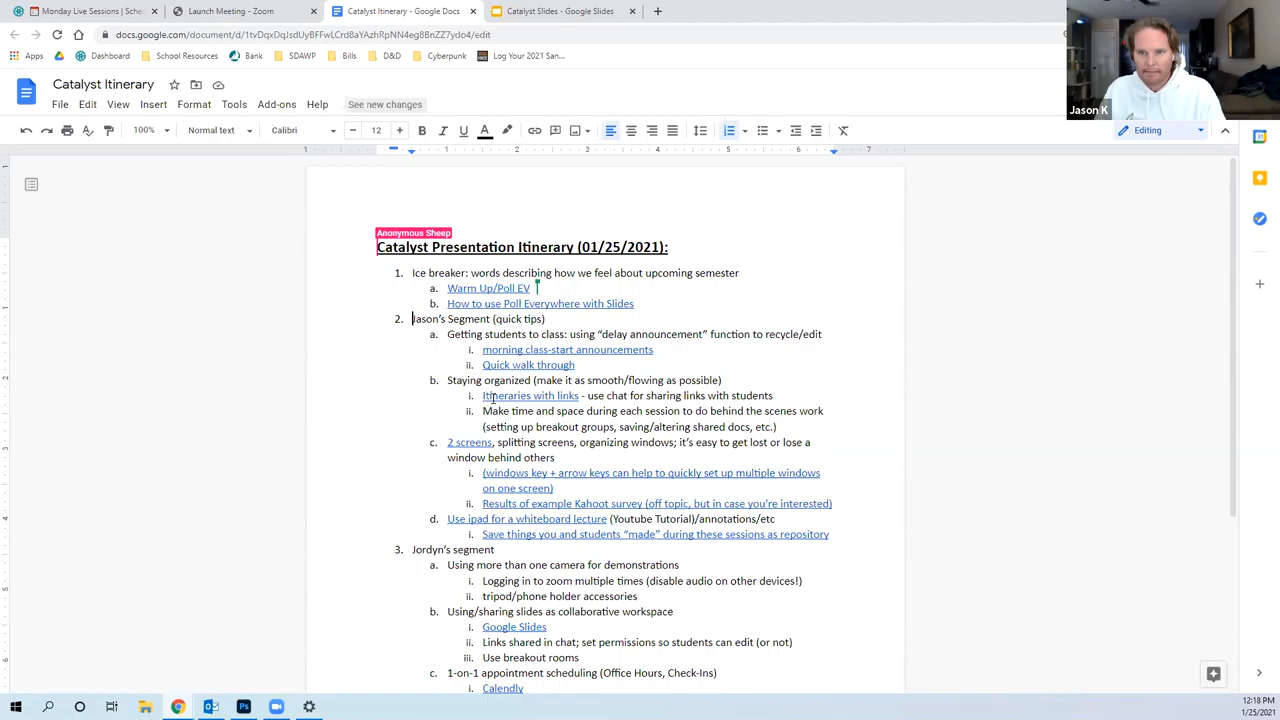 Monday Live Sessions | Sche
Launch Meeting - Zoom
Catalyst Itinerary - Google Docs
Catalyst Slides - Google Slides
docs.google.com/document/d/1tvDqxDqJsdUyBFFwLCrd8aYAzhRpNN4eg8BnZZ7ydo4/edit
Apps
Dashboard
School Resources
Bank
SDAWP
Bills
D&D
Cyberpunk
Log Your 2021 San...
Catalyst Itinerary
File Edit View Insert Format Tools Add-ons Help See new changes
100% Normal text Calibri 12 Editing
Jason K
1 1 2 3 4 5 6 7
Anonymous Sheep
Catalyst Presentation Itinerary (01/25/2021):
1. Ice breaker: words describing how we feel about upcoming semester
a. Warm Up/Poll EV
b. How to use Poll Everywhere with Slides
2. Jason's Segment (quick tips)
a. Getting students to class: using “delay announcement” function to recycle/edit
i. morning class-start announcements
ii. Quick walk through
b. Staying organized (make it as smooth/flowing as possible)
i. Itineraries with links - use chat for sharing links with students
ii. Make time and space during each session to do behind the scenes work
(setting up breakout groups, saving/altering shared docs, etc.)
c. 2 screens, splitting screens, organizing windows; it's easy to get lost or lose a
window behind others
i. (windows key + arrow keys can help to quickly set up multiple windows
on one screen)
ii. Results of example Kahoot survey (off topic, but in case you're interested)
d. Use ipad for a whiteboard lecture (Youtube Tutorial)/annotations/etc
i. Save things you and students “made” during these sessions as repository
3. Jordyn's segment
a. Using more than one camera for demonstrations
i. Logging in to zoom multiple times (disable audio on other devices!)
ii. tripod/phone holder accessories
b. Using/sharing slides as collaborative workspace
i. Google Slides
ii. Links shared in chat; set permissions so students can edit (or not)
iii. Use breakout rooms
c. 1-on-1 appointment scheduling (Office Hours, Check-Ins)
i. Calendly
12:18 PM
1/25/2021